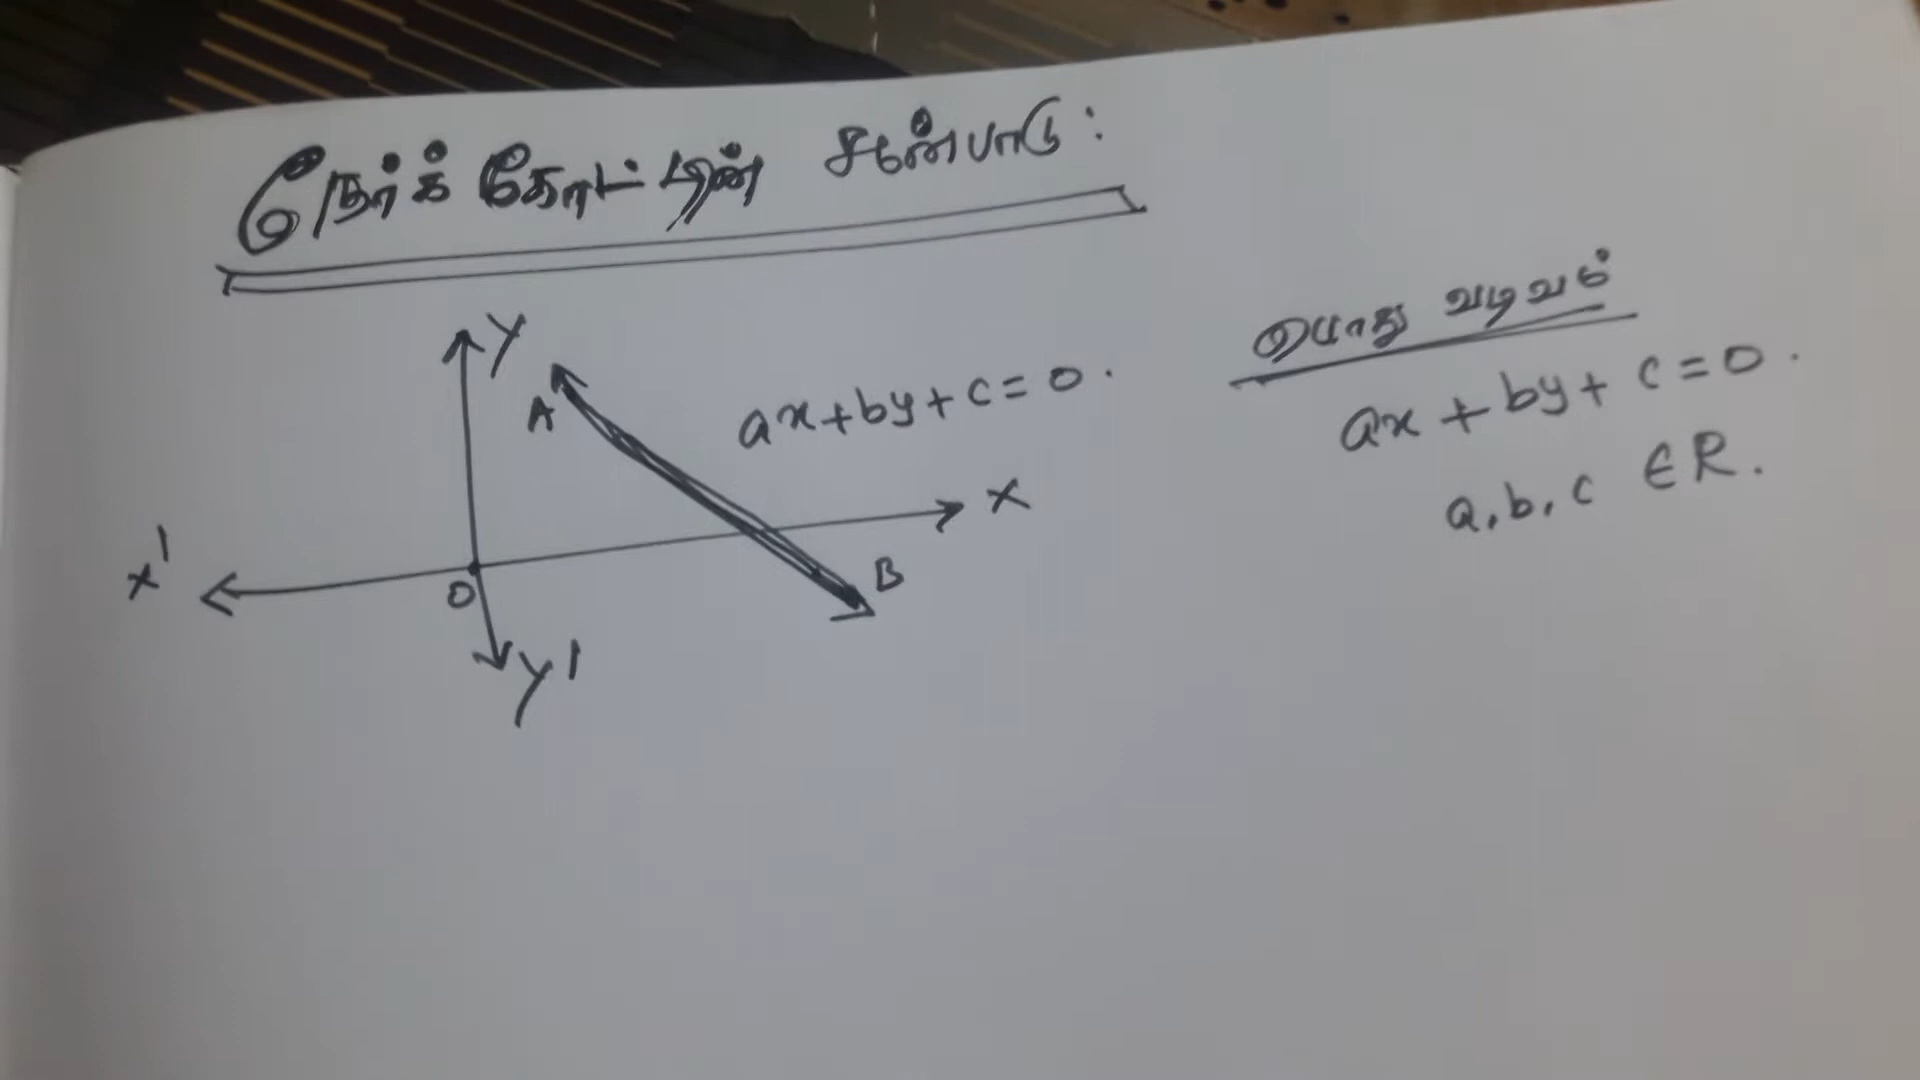 நேர்க் கோட்டின் சமன்பாடு :
Y
A
ax+by+c=0.
X
X'
O
B
Y'
பொது வடிவம்
ax + by + c = 0.
a, b, c ∈ R.